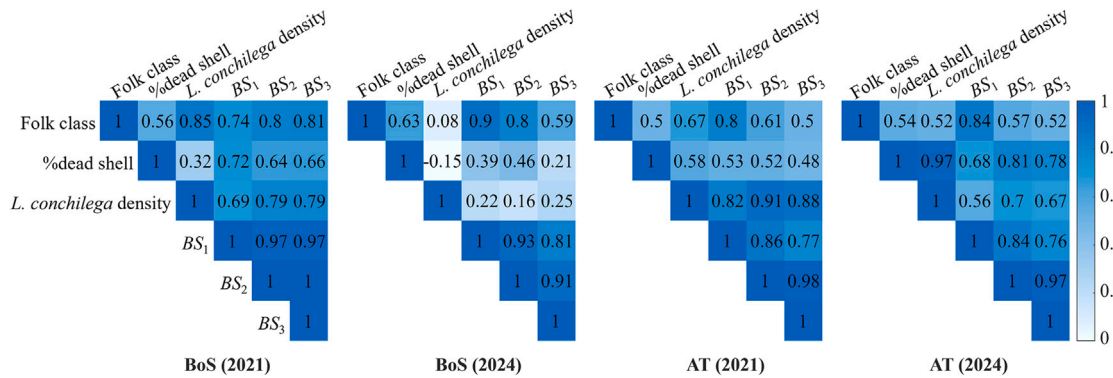 Folk class %dead shell L. conchilega density BS1 BS2 BS3 Folk class %dead shell L. conchilega density BS1 BS2 BS3 Folk class %dead shell L. conchilega density BS1 BS2 BS3 Folk class %dead shell L. conchilega density BS1 BS2 BS3
Folk class 1 0.56 0.85 0.74 0.8 0.81 1 0.63 0.08 0.9 0.8 0.59 1 0.5 0.67 0.8 0.61 0.5 1 0.54 0.52 0.84 0.57 0.52 1
%dead shell 1 0.32 0.72 0.64 0.66 1 -0.15 0.39 0.46 0.21 1 0.58 0.53 0.52 0.48 1 0.97 0.68 0.81 0.78 0.
0.
L. conchilega density 1 0.69 0.79 0.79 1 0.22 0.16 0.25 1 0.82 0.91 0.88 1 0.56 0.7 0.67 0.
BS1 1 0.97 0.97 1 0.93 0.81 1 0.86 0.77 1 0.84 0.76
BS2 1 1 1 0.91 1 0.98 1 0.97 0.
BS3 1 1 1 1 0
BoS (2021) BoS (2024) AT (2021) AT (2024)